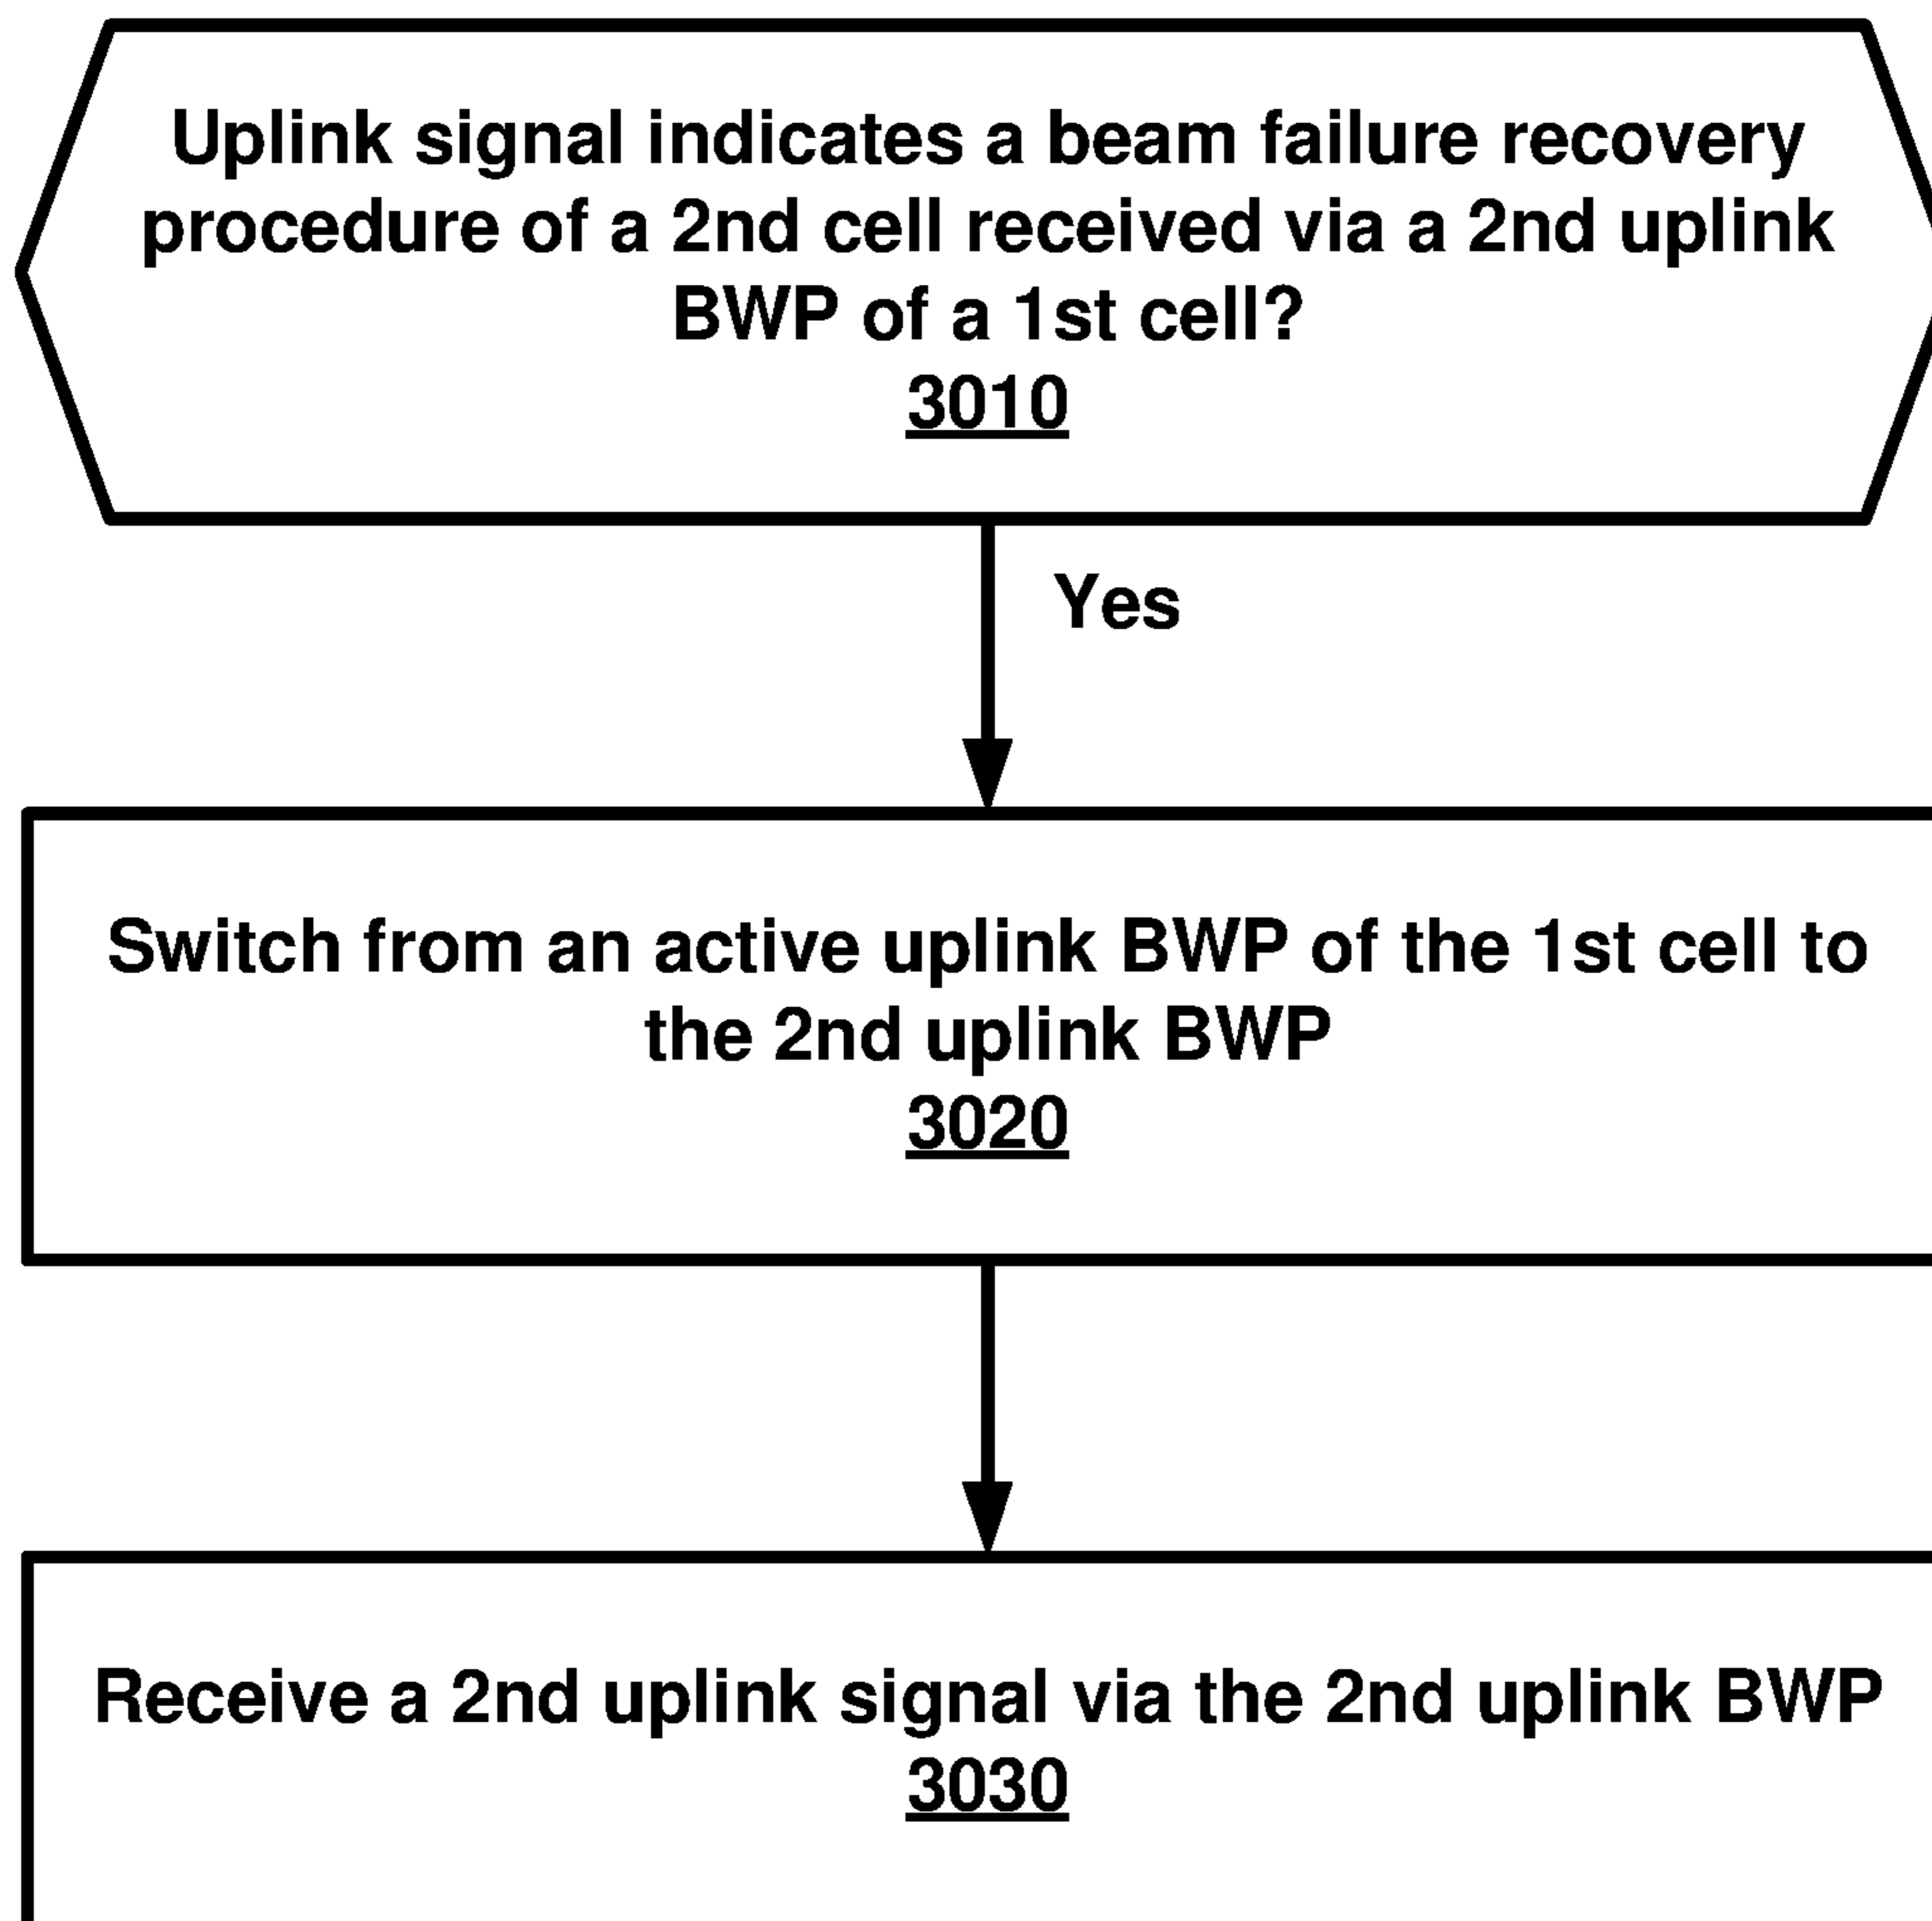 Uplink signal indicates a beam failure recovery
procedure of a 2nd cell received via a 2nd uplink
BWP of a 1st cell?
3010
Yes
Switch from an active uplink BWP of the 1st cell to
the 2nd uplink BWP
3020
Receive a 2nd uplink signal via the 2nd uplink BWP
3030